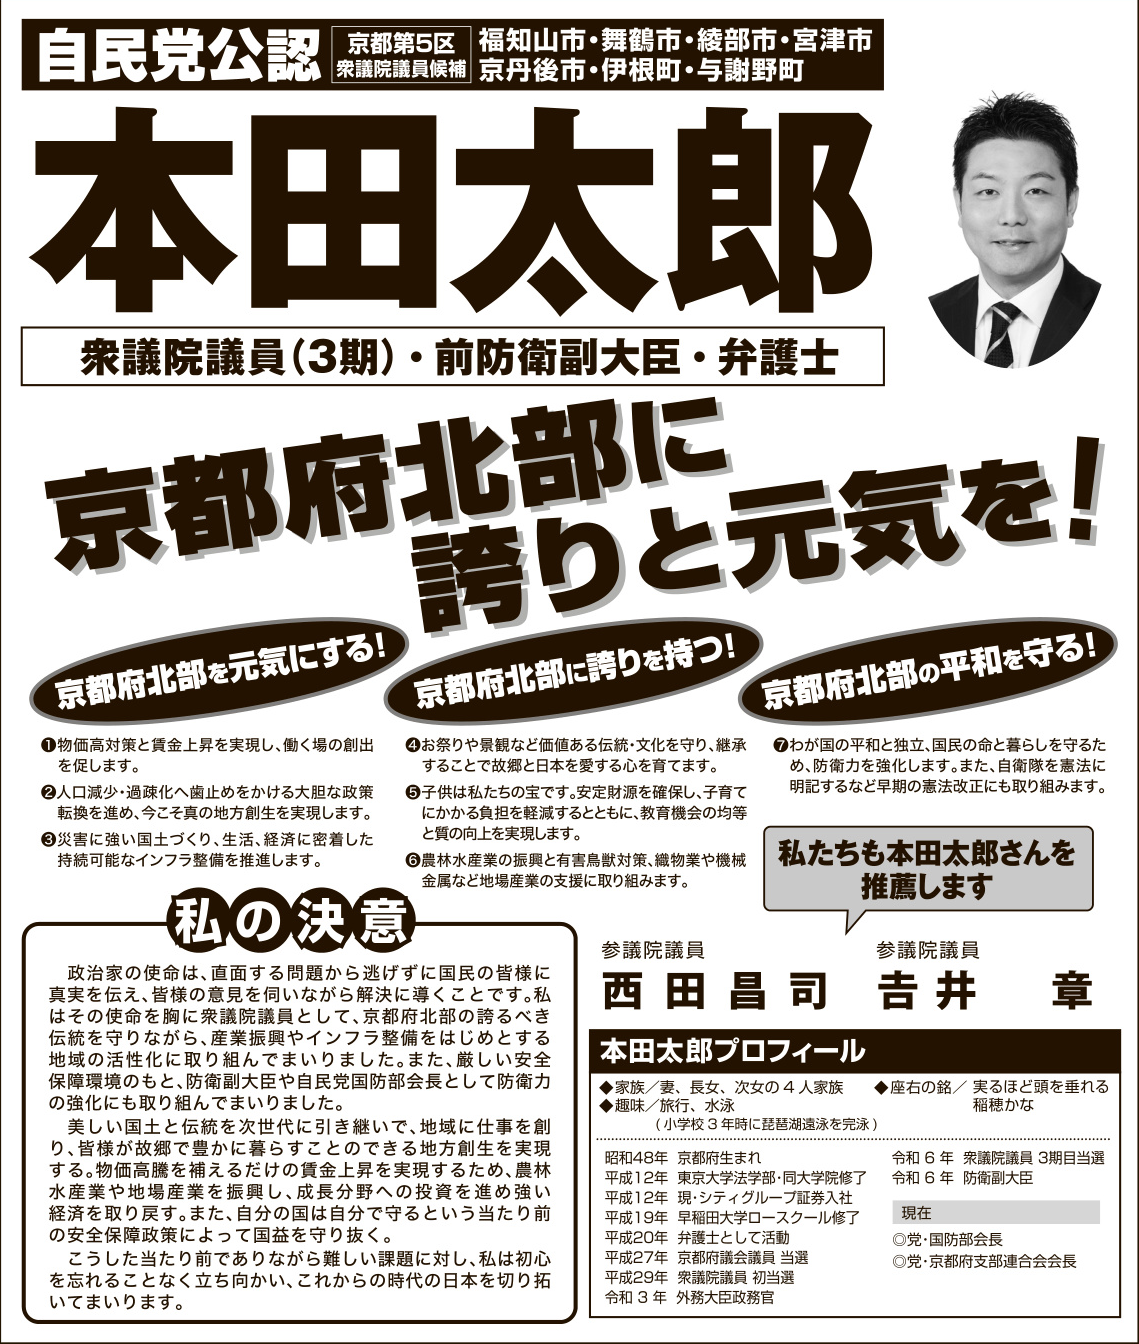 自民党公認
京都第5区
衆議院議員候補
福知山市・舞鶴市・綾部市・宮津市
京丹後市・伊根町・与謝野町
本田太郎
衆議院議員（3期）・前防衛副大臣・弁護士
京都府北部に
誇りと元気を！
京都府北部を元気にする！
❶物価高対策と賃金上昇を実現し、働く場の創出
を促します。
❷人口減少・過疎化へ歯止めをかける大胆な政策
転換を進め、今こそ真の地方創生を実現します。
❸災害に強い国土づくり、生活、経済に密着した
持続可能なインフラ整備を推進します。
京都府北部に誇りを持つ！
❹お祭りや景観など価値ある伝統・文化を守り、継承
することで故郷と日本を愛する心を育てます。
❺子供は私たちの宝です。安定財源を確保し、子育て
にかかる負担を軽減するとともに、教育機会の均等
と質の向上を実現します。
❻農林水産業の振興と有害鳥獣対策、織物業や機械
金属など地場産業の支援に取り組みます。
京都府北部の平和を守る！
❼わが国の平和と独立、国民の命と暮らしを守るた
め、防衛力を強化します。また、自衛隊を憲法に
明記するなど早期の憲法改正にも取り組みます。
私たちも本田太郎さんを
推薦します
参議院議員
西田昌司
参議院議員
𠮷井 章
私の決意
政治家の使命は、直面する問題から逃げずに国民の皆様に
真実を伝え、皆様の意見を伺いながら解決に導くことです。私
はその使命を胸に衆議院議員として、京都府北部の誇るべき
伝統を守りながら、産業振興やインフラ整備をはじめとする
地域の活性化に取り組んでまいりました。また、厳しい安全
保障環境のもと、防衛副大臣や自民党国防部会長として防衛力
の強化にも取り組んでまいりました。
美しい国土と伝統を次世代に引き継いで、地域に仕事を創
り、皆様が故郷で豊かに暮らすことのできる地方創生を実現
する。物価高騰を補えるだけの賃金上昇を実現するため、農林
水産業や地場産業を振興し、成長分野への投資を進め強い
経済を取り戻す。また、自分の国は自分で守るという当たり前
の安全保障政策によって国益を守り抜く。
こうした当たり前でありながら難しい課題に対し、私は初心
を忘れることなく立ち向かい、これからの時代の日本を切り拓
いてまいります。
本田太郎プロフィール
◆家族／妻、長女、次女の4人家族
◆趣味／旅行、水泳
(小学校3年時に琵琶湖遠泳を完泳)
◆座右の銘／実るほど頭を垂れる
稲穂かな
昭和48年 京都府生まれ
平成12年 東京大学法学部・同大学院修了
平成12年 現・シティグループ証券入社
平成19年 早稲田大学ロースクール修了
平成20年 弁護士として活動
平成27年 京都府議会議員 当選
平成29年 衆議院議員 初当選
令和3年 外務大臣政務官
令和6年 衆議院議員 3期目当選
令和6年 防衛副大臣
現在
◎党・国防部会長
◎党・京都府支部連合会会長